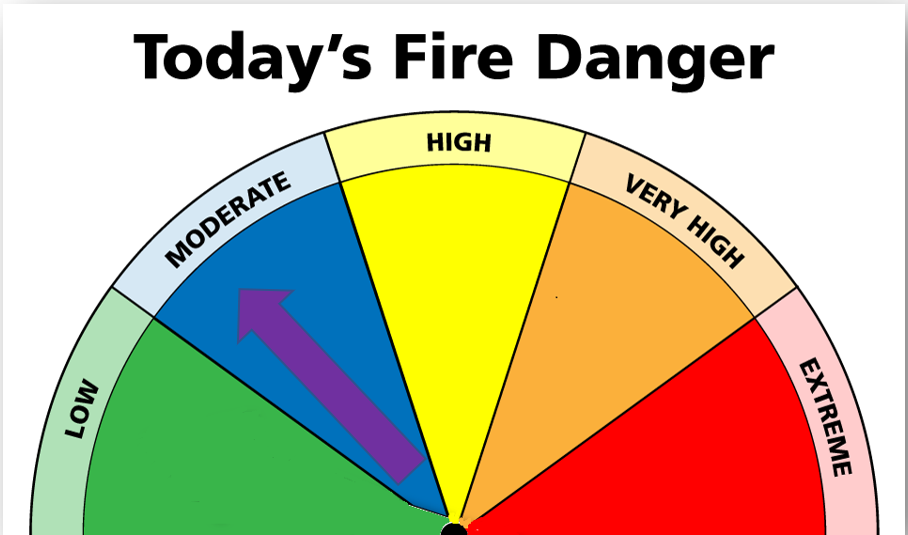 Today's Fire Danger
LOW
MODERATE
HIGH
VERY HIGH
EXTREME